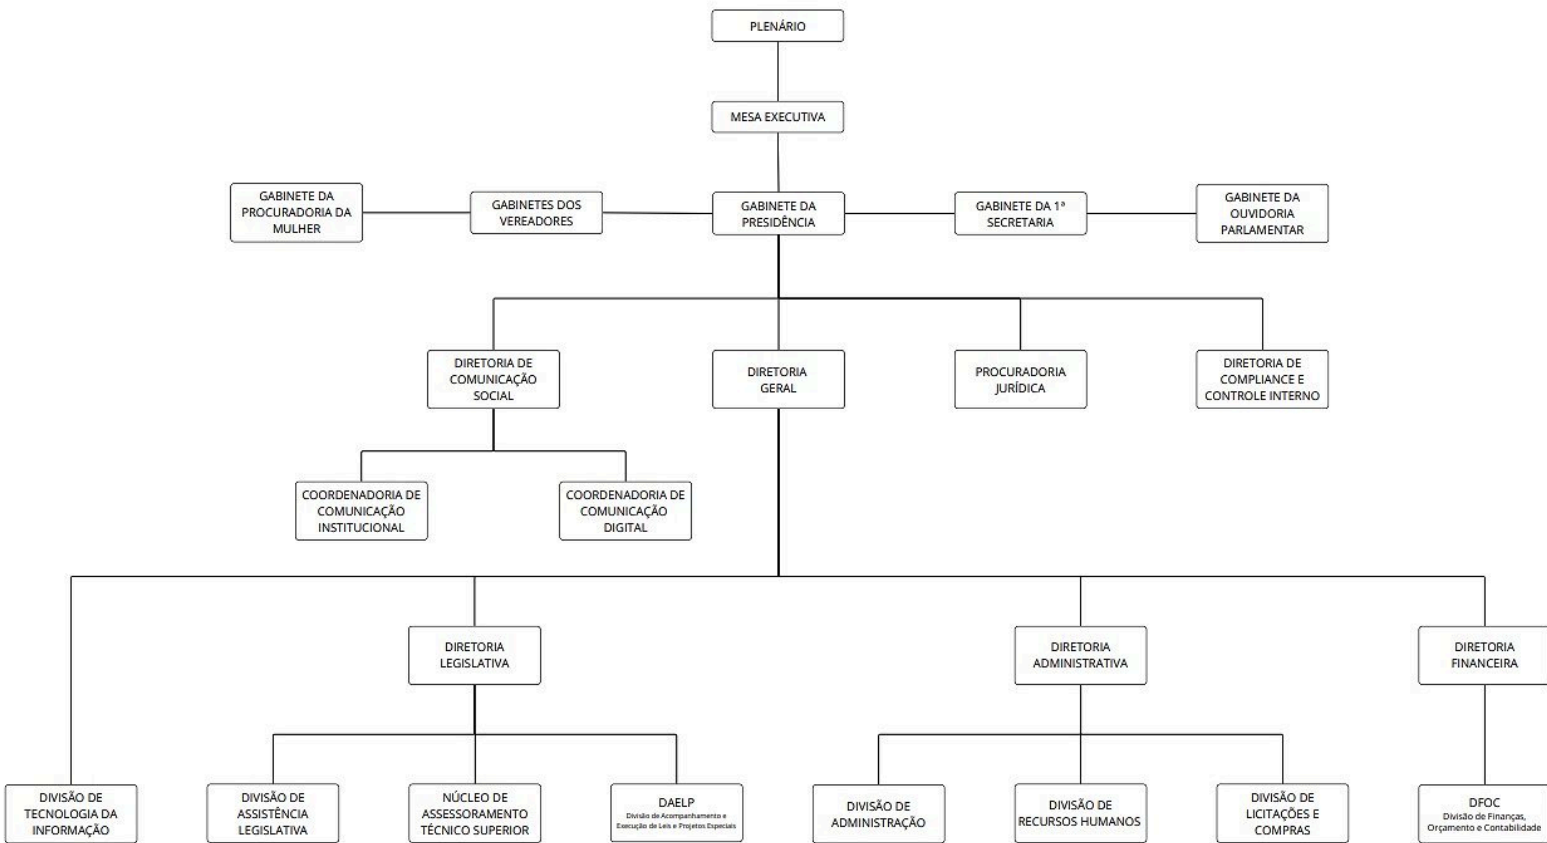 PLENÁRIO
MESA EXECUTIVA
GABINETE DA
PROCURADORIA DA
MULHER
GABINETES DOS
VEREADORES
GABINETE DA
PRESIDÊNCIA
GABINETE DA 1ª
SECRETARIA
GABINETE DA
OUVIDORIA
PARLAMENTAR
DIRETORIA DE
COMUNICAÇÃO
SOCIAL
DIRETORIA
GERAL
PROCURADORIA
JURÍDICA
DIRETORIA DE
COMPLIANCE E
CONTROLE INTERNO
COORDENADORIA DE
COMUNICAÇÃO
INSTITUCIONAL
COORDENADORIA DE
COMUNICAÇÃO
DIGITAL
DIRETORIA
LEGISLATIVA
DIRETORIA
ADMINISTRATIVA
DIRETORIA
FINANCEIRA
DIVISÃO DE
TECNOLOGIA DA
INFORMAÇÃO
DIVISÃO DE
ASSISTÊNCIA
LEGISLATIVA
NÚCLEO DE
ASSESSORAMENTO
TÉCNICO SUPERIOR
DAELP
Divisão de Acompanhamento e
Execução de Leis e Projetos Especiais
DIVISÃO DE
ADMINISTRAÇÃO
DIVISÃO DE
RECURSOS HUMANOS
DIVISÃO DE
LICITAÇÕES E
COMPRAS
DFOC
Divisão de Finanças,
Orçamento e Contabilidade